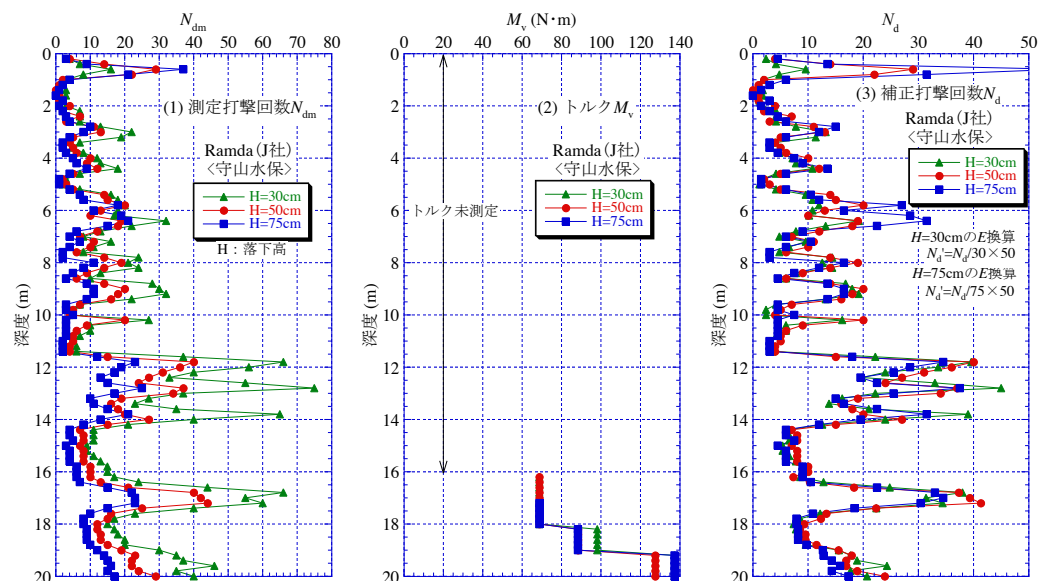 N_dm
0 20 40 60 80
0
2
4
6
8
10
12
14
16
18
20
深度 (m)
(1) 測定打撃回数N_dm
Ramda (J社)
<守山水保>
H=30cm
H=50cm
H=75cm
H：落下高
M_v (N･m)
0 20 40 60 80 100 120 140
0
2
4
6
8
10
12
14
16
18
20
深度 (m)
(2) トルクM_v
Ramda (J社)
<守山水保>
H=30cm
H=50cm
H=75cm
トルク未測定
N_d
0 10 20 30 40 50
0
2
4
6
8
10
12
14
16
18
20
深度 (m)
(3) 補正打撃回数N_d
Ramda (J社)
<守山水保>
H=30cm
H=50cm
H=75cm
H=30cmのE換算
N_d'=N_d/30×50
H=75cmのE換算
N_d'=N_d/75×50